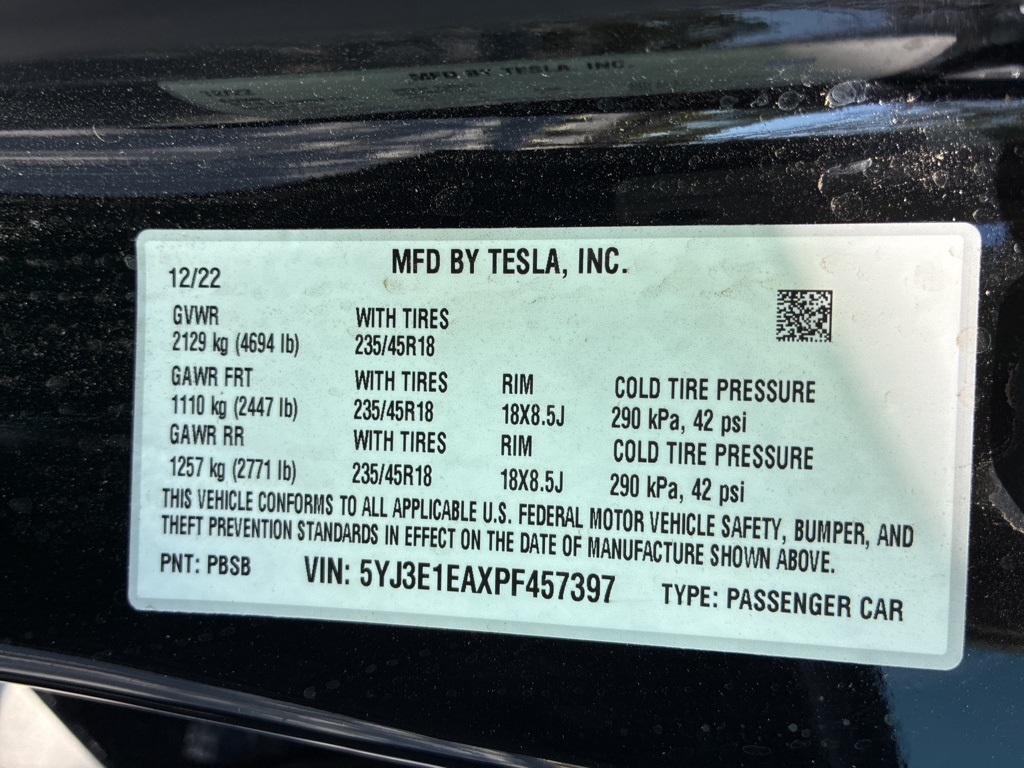 MFD BY TESLA, INC.
12/22
MFD BY TESLA, INC.
12/22
GVWR WITH TIRES
2129 kg (4694 lb) 235/45R18
GAWR FRT WITH TIRES RIM COLD TIRE PRESSURE
1110 kg (2447 lb) 235/45R18 18X8.5J 290 kPa, 42 psi
GAWR RR WITH TIRES RIM COLD TIRE PRESSURE
1257 kg (2771 lb) 235/45R18 18X8.5J 290 kPa, 42 psi
THIS VEHICLE CONFORMS TO ALL APPLICABLE U.S. FEDERAL MOTOR VEHICLE SAFETY, BUMPER, AND
THEFT PREVENTION STANDARDS IN EFFECT ON THE DATE OF MANUFACTURE SHOWN ABOVE.
PNT: PBSB VIN: 5YJ3E1EAXPF457397 TYPE: PASSENGER CAR